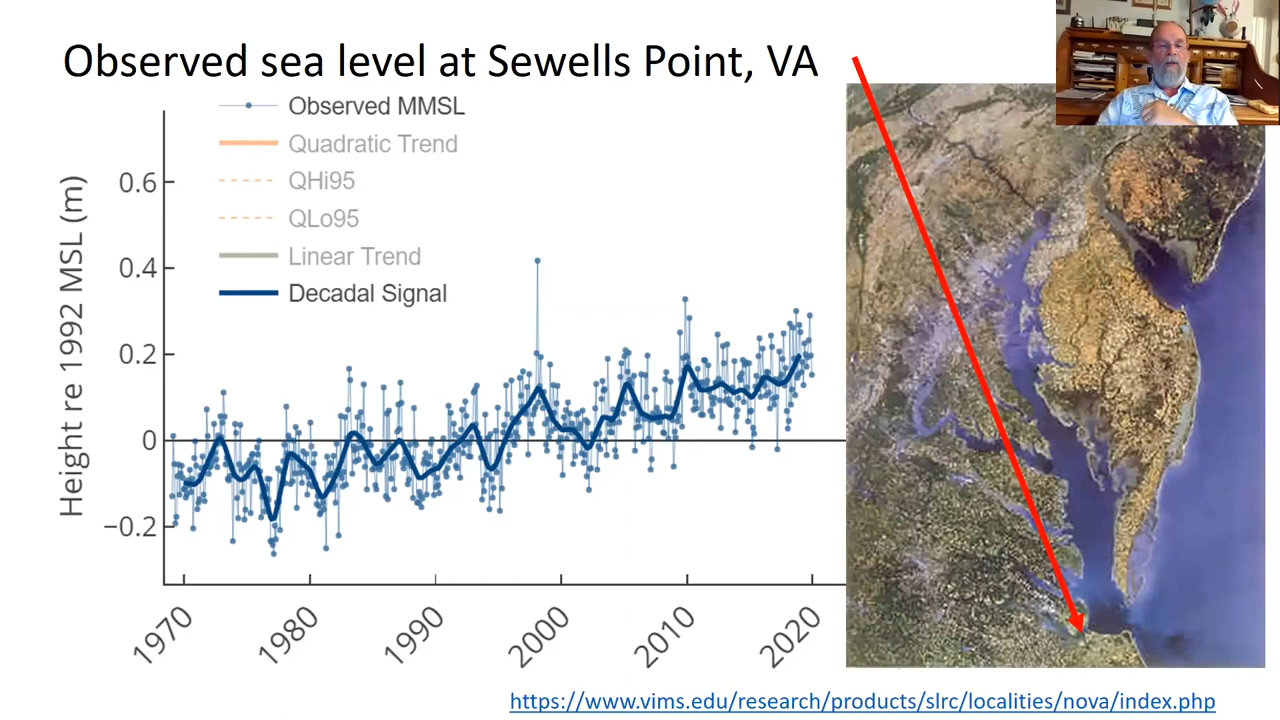 Observed sea level at Sewells Point, VA
Observed MMSL
Quadratic Trend
QHi95
QLo95
Linear Trend
Decadal Signal
Height re 1992 MSL (m)
0.6
0.4
0.2
0
−0.2
1970
1980
1990
2000
2010
2020
https://www.vims.edu/research/products/slrc/localities/nova/index.php